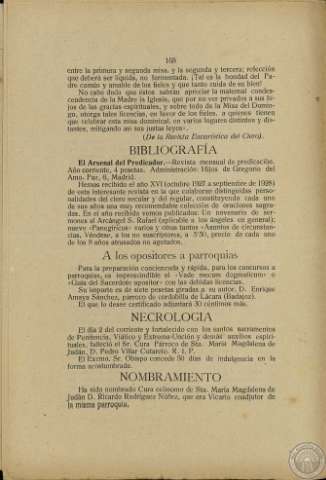 168
entre la primera y segunda misa, y la segunda y tercera; refección
que deberá ser líquida, no fermentada. ¡Tal es la bondad del Pa-
dre común y amable de los fieles y que tanto cuida de su bien!
No cabe duda que éstos sabrán apreciar la maternal condes-
cendencia de la Madre la Iglesia, que por no ver privados a sus hi-
jos de las gracias espirituales, y sobre todo de la Misa del Domin-
go, otorga tales licencias, en favor de los fieles, a quienes tienen
que celebrar esta misa dominical, en varios lugares distintos y dis-
tantes, mitigando así sus justas leyes».
(De la Revista Eucarística del Clero).
BIBLIOGRAFÍA
El Arsenal del Predicador.—Revista mensual de predicación.
Año corriente, 4 pesetas. Administración: Hijos de Gregorio del
Amo. Paz, 6, Madrid.
Hemos recibido el año XVI (octubre 1927 a septiembre de 1928)
de esta interesante revista en la que colaboran distinguidas perso-
nalidades del clero secular y del regular, constituyendo cada uno
de sus años una muy recomendable colección de oraciones sagra-
das. En el año recibido vemos publicados: Un novenario de ser-
mones al Arcángel S. Rafael (aplicable a los ángeles en general);
nueve «Panegíricos» varios y otros tantos «Asuntos de circunstan-
cias. Véndese, a los no suscriptores, a 5'50, precio de cada uno
de los 9 años atrasados no agotados.
A los opositores a parroquias
Para la preparación concienzuda y rápida, para los concursos a
parroquias, es imprescindible el «Vade mecum dogmaticum» o
«Guía del Sacerdote opositor» con las debidas licencias.
Su importe es de siete pesetas giradas a su autor, D. Enrique
Ameya Sánchez, párroco de cordobilla de Lácara (Badajoz).
El que lo desee certificado adjuntará 30 céntimos más.
NECROLOGIA
El día 2 del corriente y fortalecido con los santos sacramentos
de Penitencia, Viático y Extrema-Unción y demás auxilios espiri-
tuales, falleció el Sr. Cura Párroco de Sta. María Magdalena de
Judán, D. Pedro Villar Cotarelo. R. I. P.
El Excmo. Sr. Obispo concede 50 días de indulgencia en la
forma acostumbrada.
NOMBRAMIENTO
Ha sido nombrado Cura ecónomo de Sta. María Magdalena de
Judán D. Ricardo Rodríguez Núñez, que era Vicario coadjutor de
la misma parroquia.